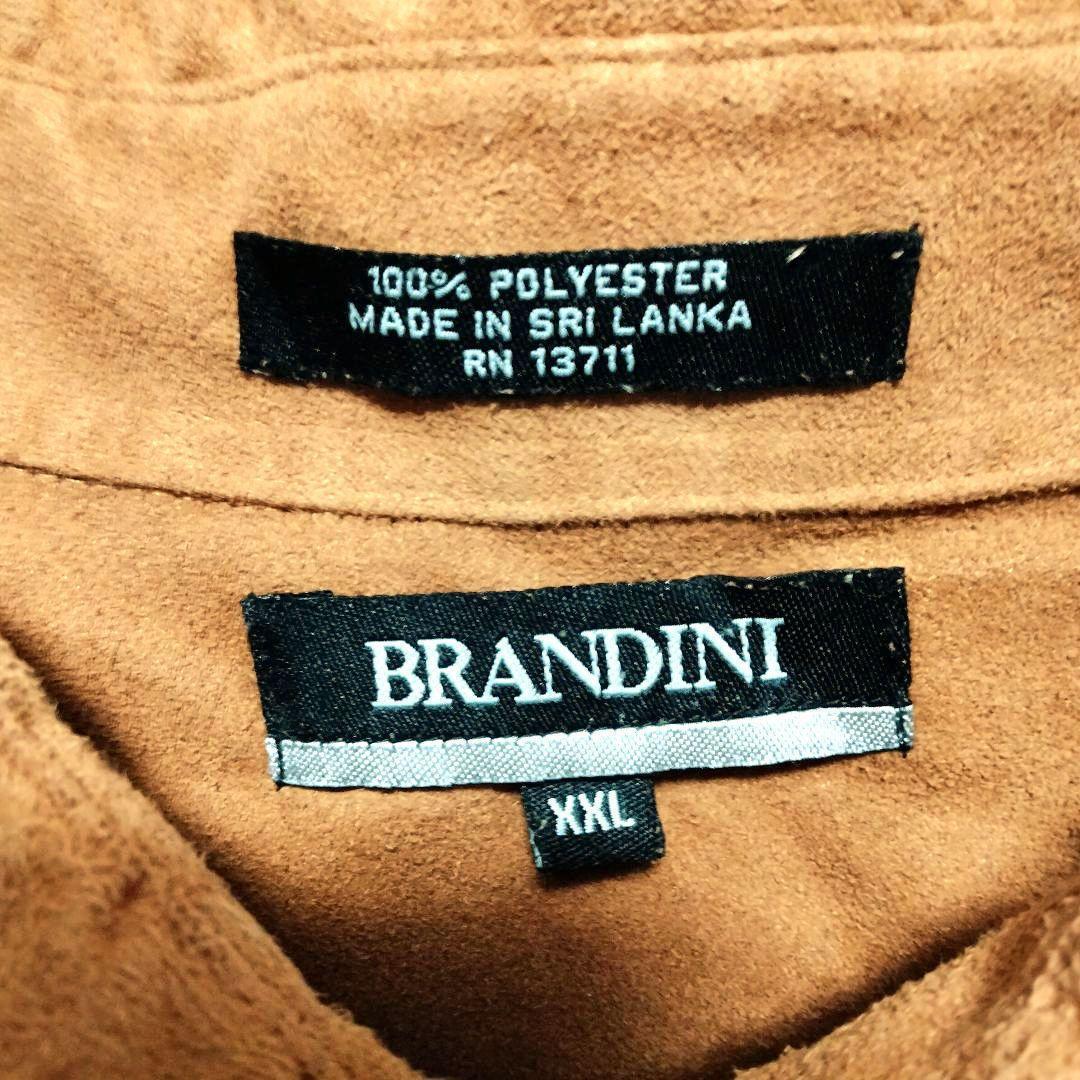 100% POLYESTER
MADE IN SRI LANKA
RN 13711
BRANDINI
XXL